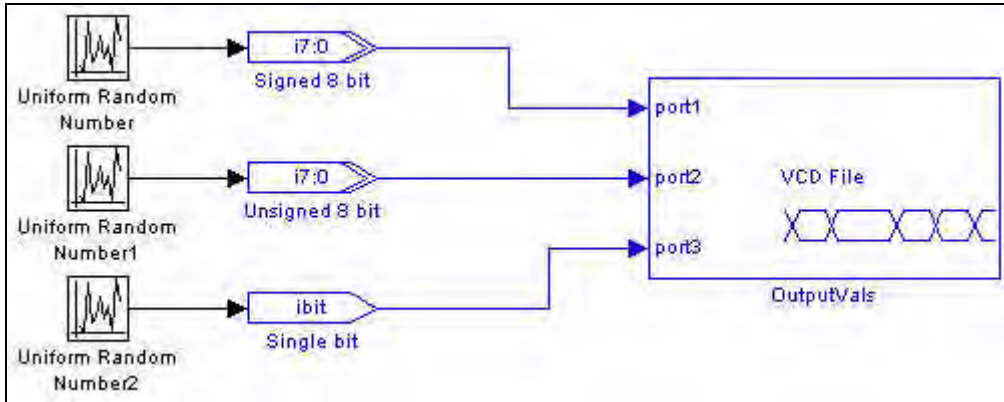 i7:0
Signed 8 bit
Uniform Random
Number
port1
i7:0
Unsigned 8 bit
Uniform Random
Number1
port2
VCD File
port3
OutputVals
ibit
Single bit
Uniform Random
Number2